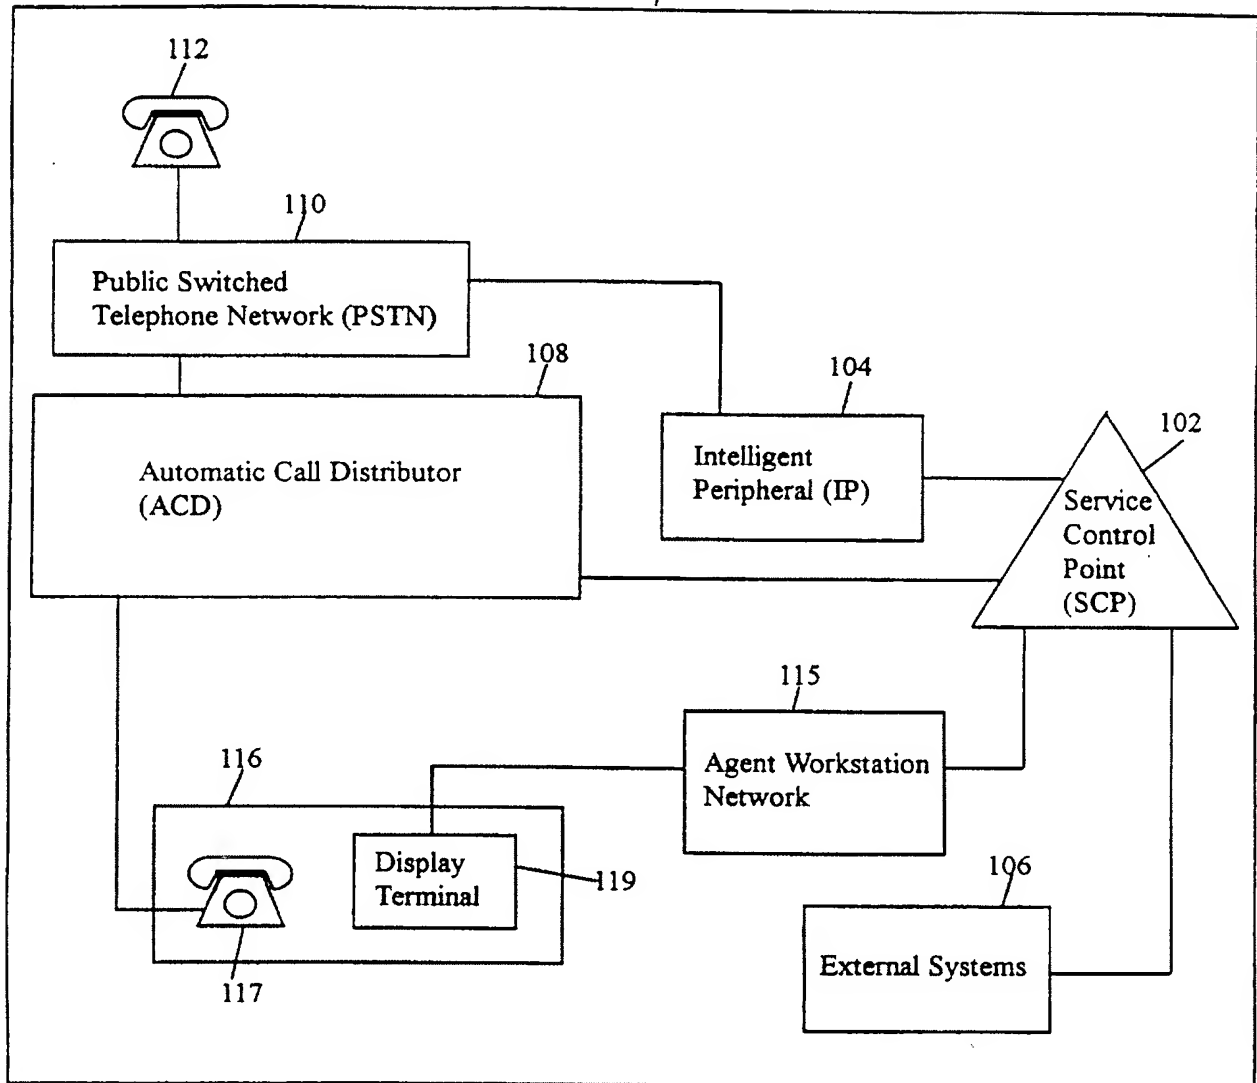 112
110
Public Switched
Telephone Network (PSTN)
108
Automatic Call Distributor
(ACD)
104
Intelligent
Peripheral (IP)
102
Service
Control
Point
(SCP)
115
Agent Workstation
Network
116
Display
Terminal
119
117
106
External Systems